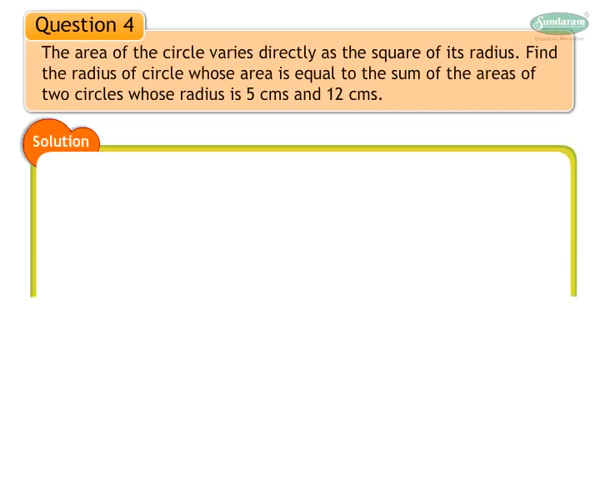 Question 4
Sundaram
The area of the circle varies directly as the square of its radius. Find
the radius of circle whose area is equal to the sum of the areas of
two circles whose radius is 5 cms and 12 cms.
Solution